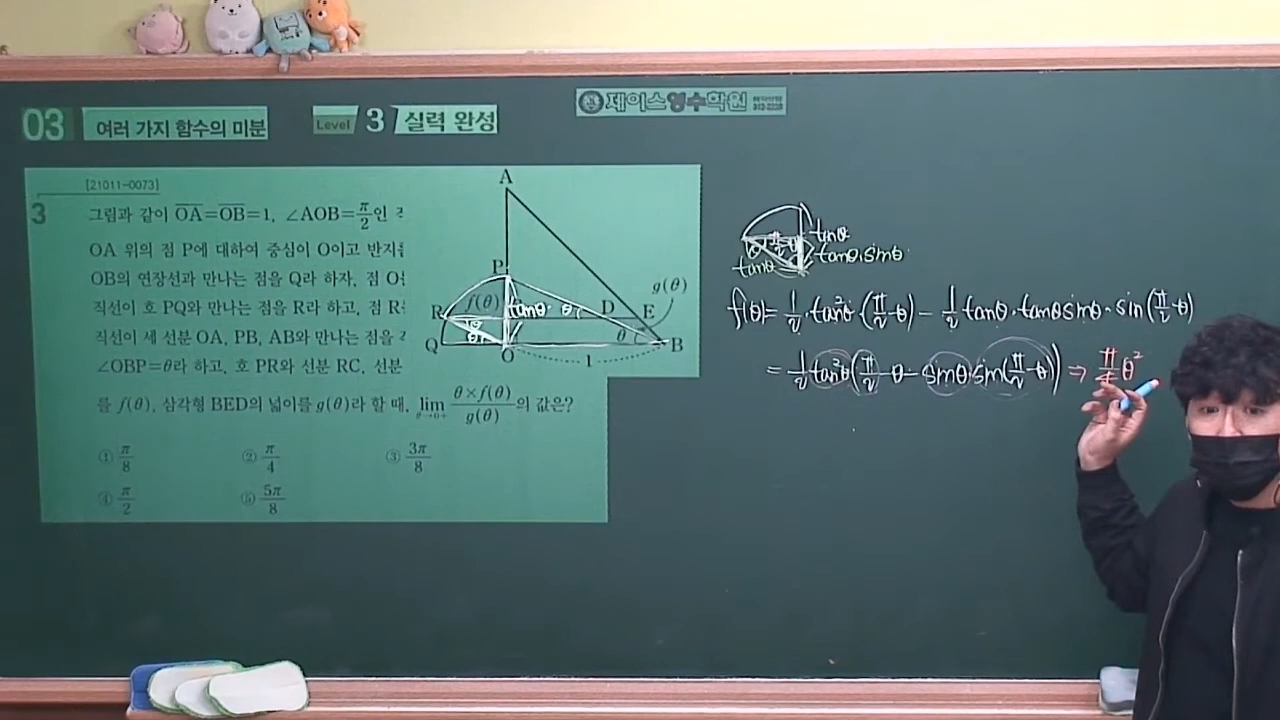 03 여러 가지 함수의 미분 Level 3 실력 완성
제이스영수학원
[21011-0073]
3 그림과 같이 OA=OB=1, ∠AOB=π/2인
OA 위의 점 P에 대하여 중심이 O이고 반지름
OB의 연장선과 만나는 점을 Q라 하자. 점
직선이 호 PQ와 만나는 점을 R라 하고, 점 R
직선이 세 선분 OA, PB, AB와 만나는 점을
∠OBP=θ라 하고, 호 PR와 선분 RC, 선분
를 f(θ), 삼각형 BED의 넓이를 g(θ)라 할 때, lim θ→0+ θ×f(θ)/g(θ)의 값은?
① π/8 ② π/4 ③ 3π/8
④ π/2 ⑤ 5π/8
A
P
g(θ)
f(θ) tanθ θ D E
R
θ θ
Q O 1 B
tanθ
θ π/2-θ
tanθ tanθ·sinθ
f(θ)= 1/2·tan²θ·(π/2-θ) - 1/2 tanθ·tanθsinθ·sin(π/2-θ)
= 1/2 tan²θ(π/2-θ-sinθ·sin(π/2-θ)) ⇒ π/4 θ²